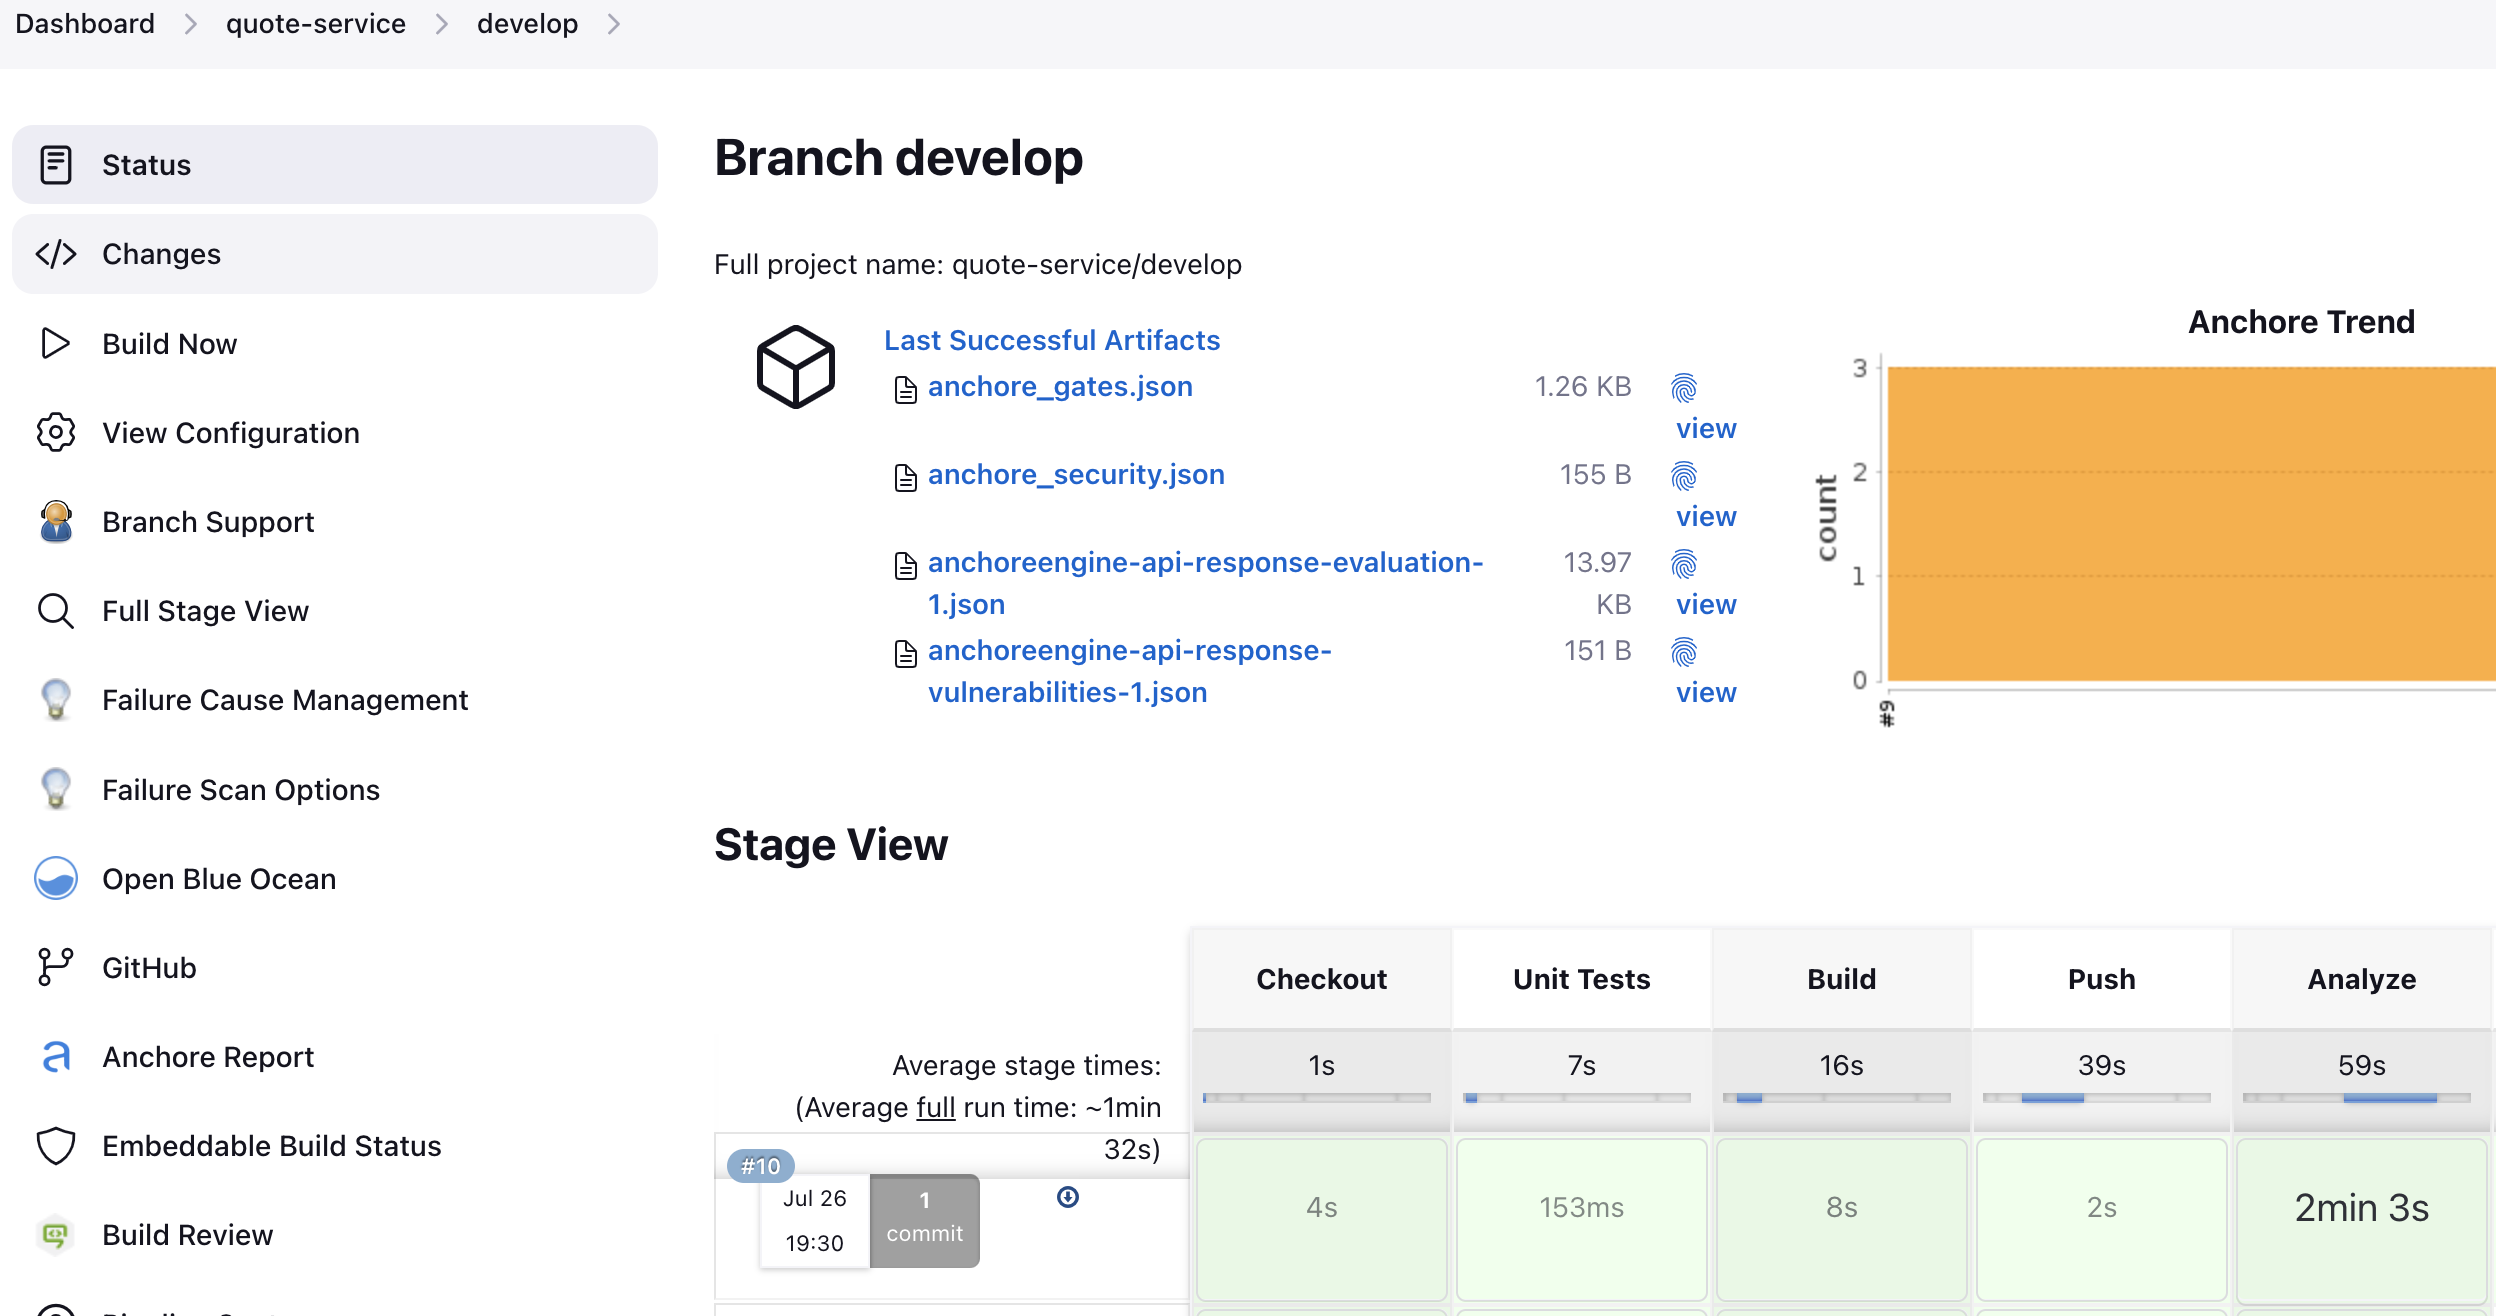 Dashboard > quote-service > develop >
Status
Changes
Build Now
View Configuration
Branch Support
Full Stage View
Failure Cause Management
Failure Scan Options
Open Blue Ocean
GitHub
Anchore Report
Embeddable Build Status
Build Review
Branch develop
Full project name: quote-service/develop
Last Successful Artifacts
anchore_gates.json 1.26 KB view
anchore_security.json 155 B view
anchoreengine-api-response-evaluation- 13.97
1.json KB view
anchoreengine-api-response- 151 B
vulnerabilities-1.json view
Anchore Trend
3
2
1
0
count
#9
Stage View
Checkout Unit Tests Build Push Analyze
Average stage times: 1s 7s 16s 39s 59s
(Average full run time: ~1min
32s)
#10
Jul 26
19:30
1
commit
4s 153ms 8s 2s 2min 3s